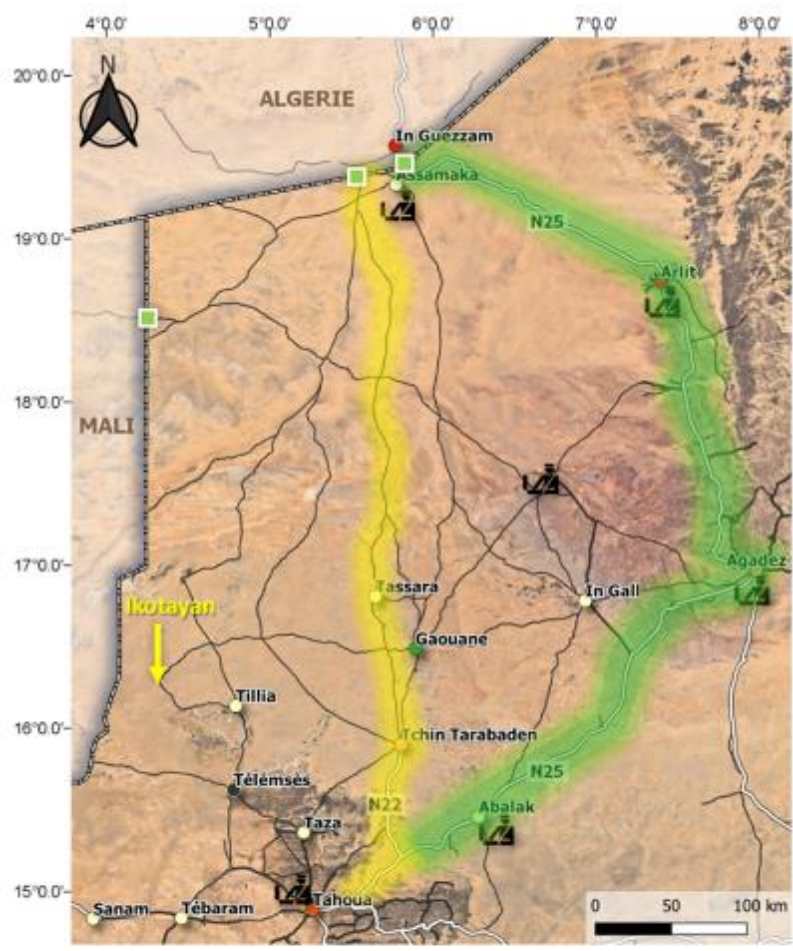 4°0.0'
5°0.0'
6°0.0'
7°0.0'
8°0.0'
20°0.0'
N
ALGERIE
In Guezzam
Assamaka
19°0.0'
N25
Arlit
18°0.0'
MALI
17°0.0'
Agadez
Tassara
In Gall
Ikotayan
Gaouane
Tillia
16°0.0'
Tchin Tarabaden
Télémsès
N25
N22
Abalak
Taza
15°0.0'
Tahoua
Sanam
Tébaram
0 50 100 km